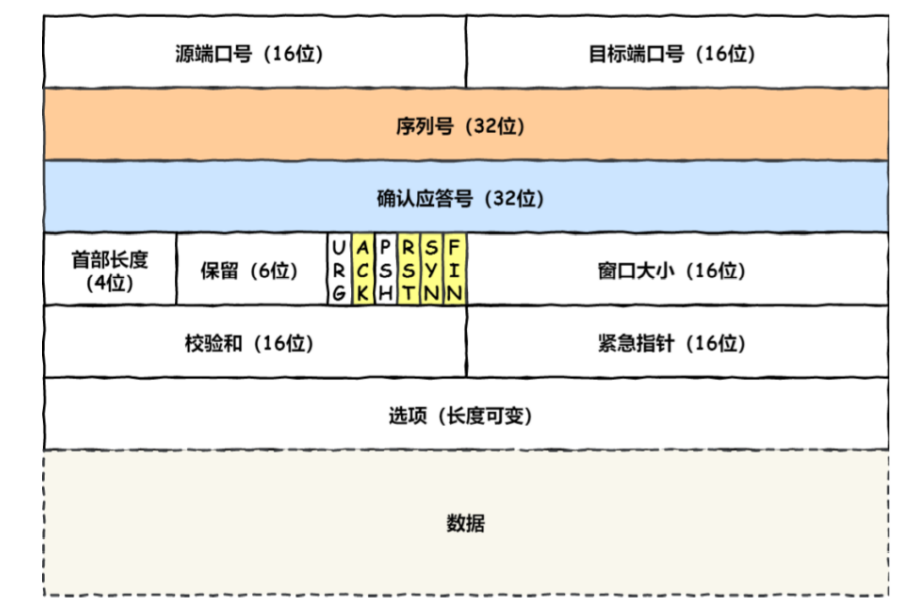 源端口号（16位）
目标端口号（16位）
序列号（32位）
确认应答号（32位）
首部长度
（4位）
保留（6位）
URG
ACK
PSH
RST
SYN
FIN
窗口大小（16位）
校验和（16位）
紧急指针（16位）
选项（长度可变）
数据